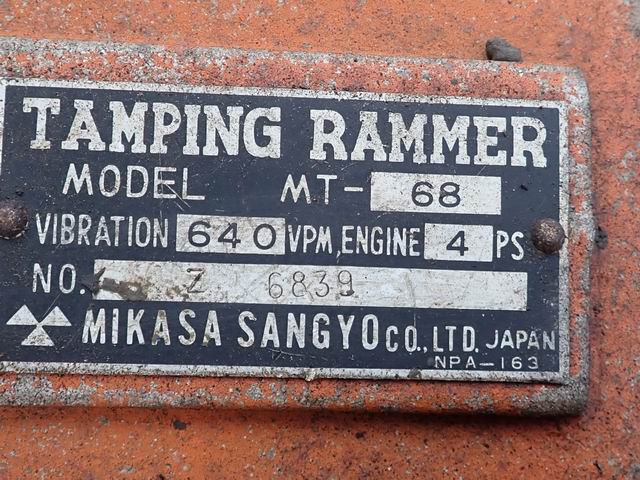 TAMPING RAMMER
MODEL MT-68
VIBRATION 640 VPM, ENGINE 4 PS
NO. Z 6839
MIKASA SANGYO CO., LTD. JAPAN
NPA-163